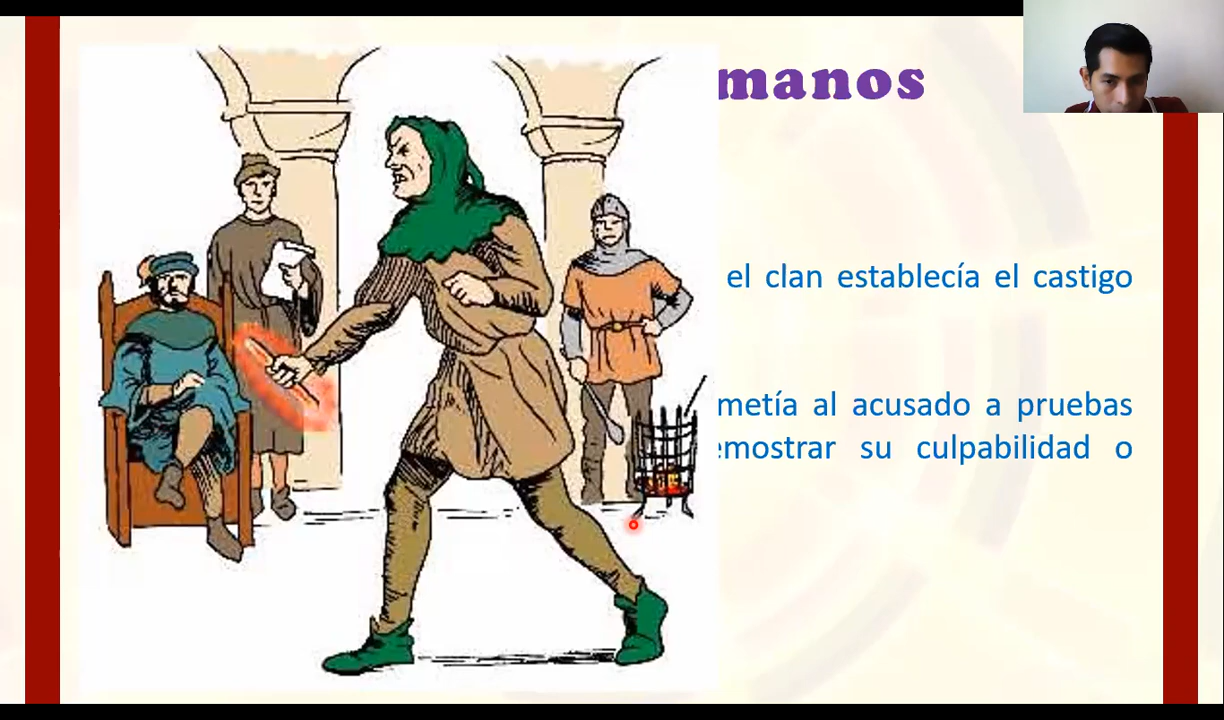 manos
el clan establecía el castigo
metía al acusado a pruebas
emostrar su culpabilidad o